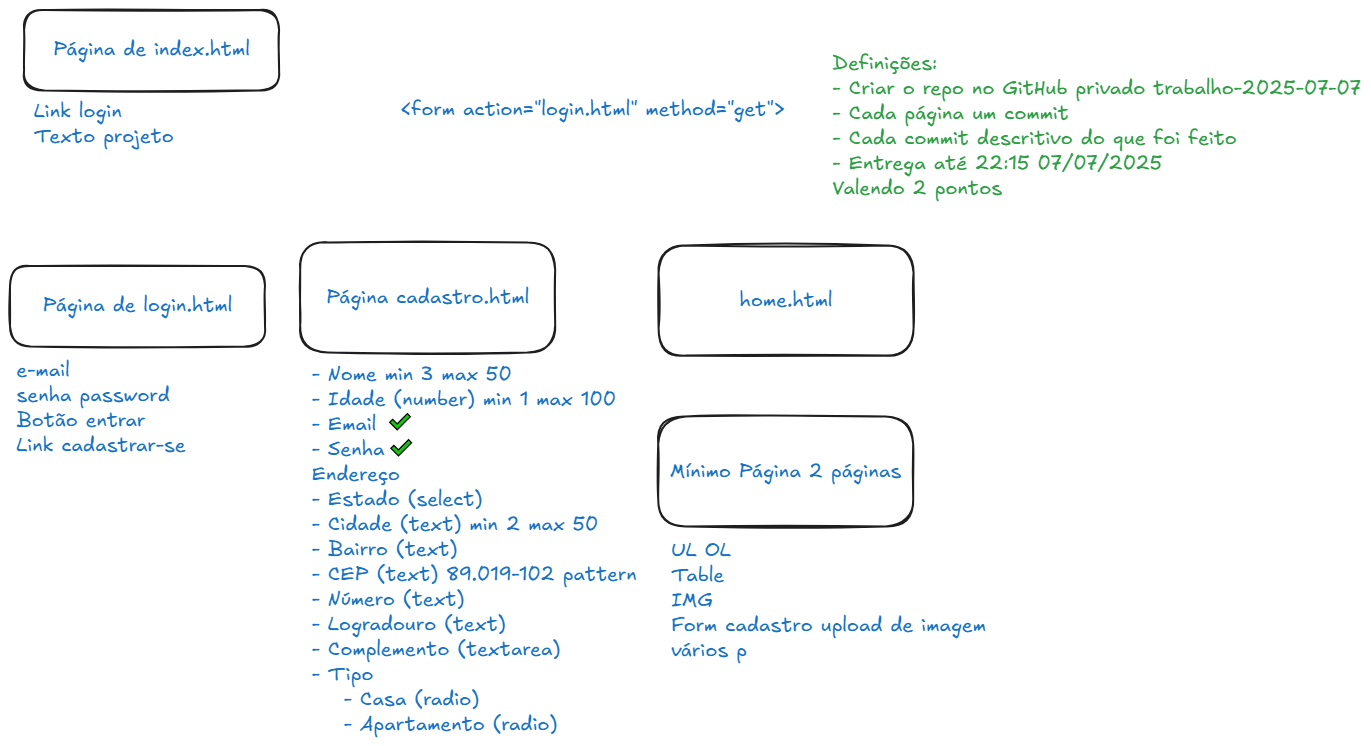 Página de index.html
Link login
Texto projeto
<form action="login.html" method="get">
Definições:
- Criar o repo no GitHub privado trabalho-2025-07-07
- Cada página um commit
- Cada commit descritivo do que foi feito
- Entrega até 22:15 07/07/2025
Valendo 2 pontos
Página de login.html
e-mail
senha password
Botão entrar
Link cadastrar-se
Página cadastro.html
- Nome min 3 max 50
- Idade (number) min 1 max 100
- Email ✔
- Senha ✔
Endereço
- Estado (select)
- Cidade (text) min 2 max 50
- Bairro (text)
- CEP (text) 89.019-102 pattern
- Número (text)
- Logradouro (text)
- Complemento (textarea)
- Tipo
- Casa (radio)
- Apartamento (radio)
home.html
Mínimo Página 2 páginas
UL OL
Table
IMG
Form cadastro upload de imagem
vários p